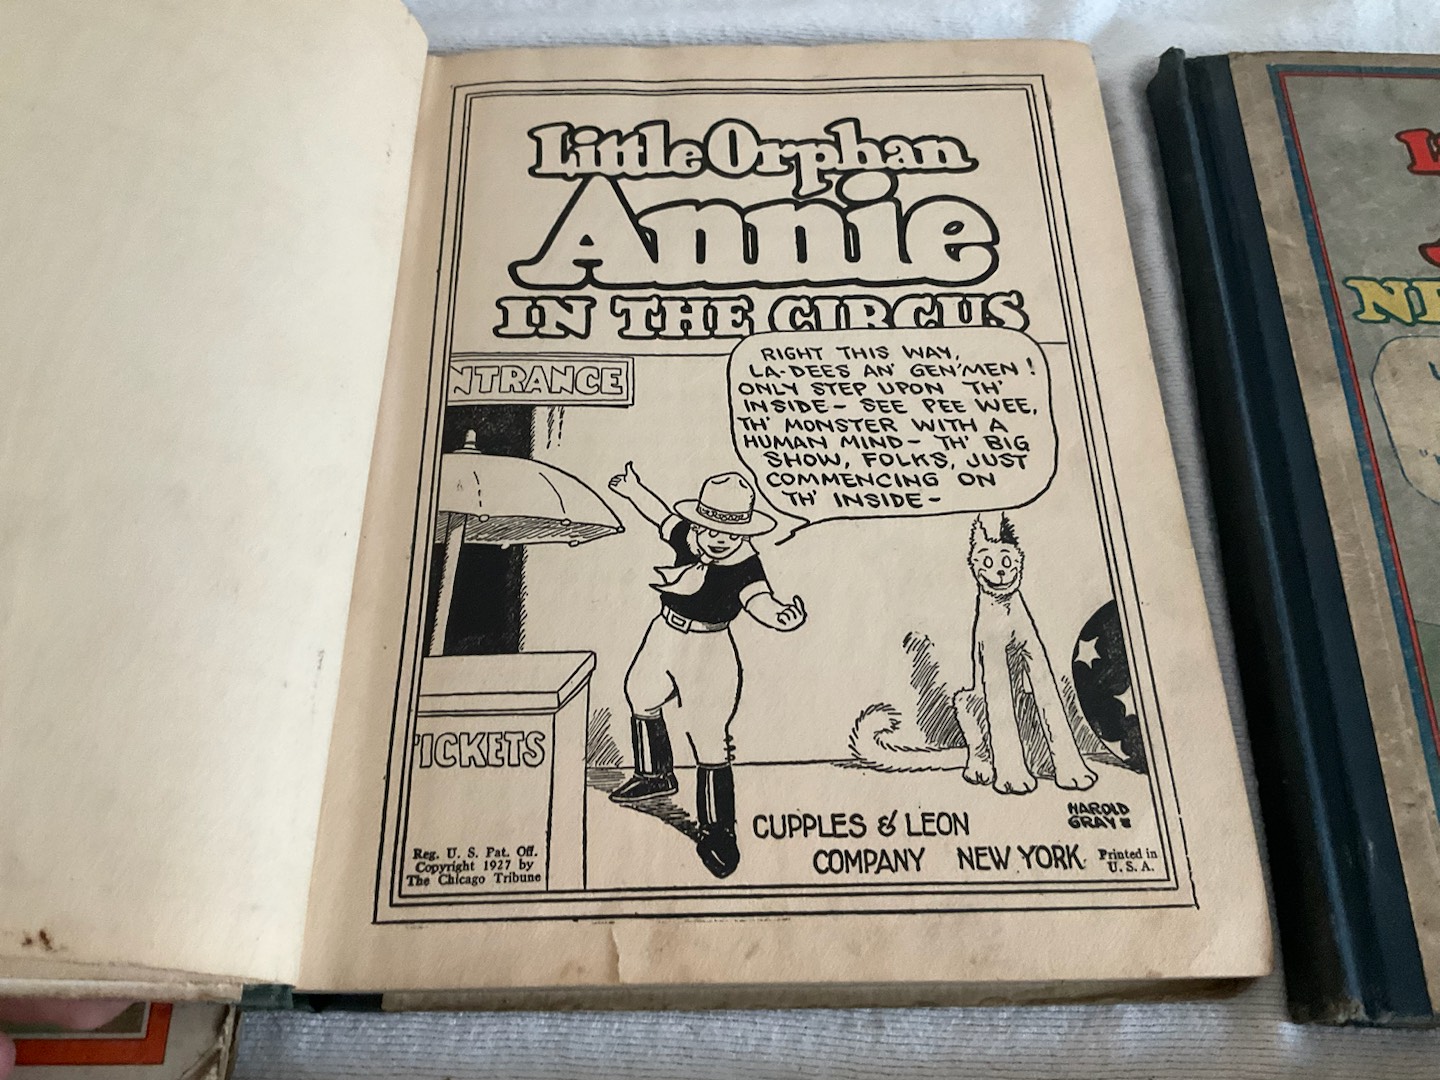 Little Orphan
Annie
IN THE CIRCUS
NTRANCE
RIGHT THIS WAY,
LA-DEES AN' GEN'MEN!
ONLY STEP UPON TH'
INSIDE- SEE PEE WEE,
TH' MONSTER WITH A
HUMAN MIND- TH' BIG
SHOW, FOLKS, JUST
COMMENCING ON
TH' INSIDE-
TICKETS
HAROLD
GRAY
CUPPLES & LEON
COMPANY NEW YORK
Reg. U. S. Pat. Off.
Copyright 1927 by
The Chicago Tribune
Printed in
U. S. A.